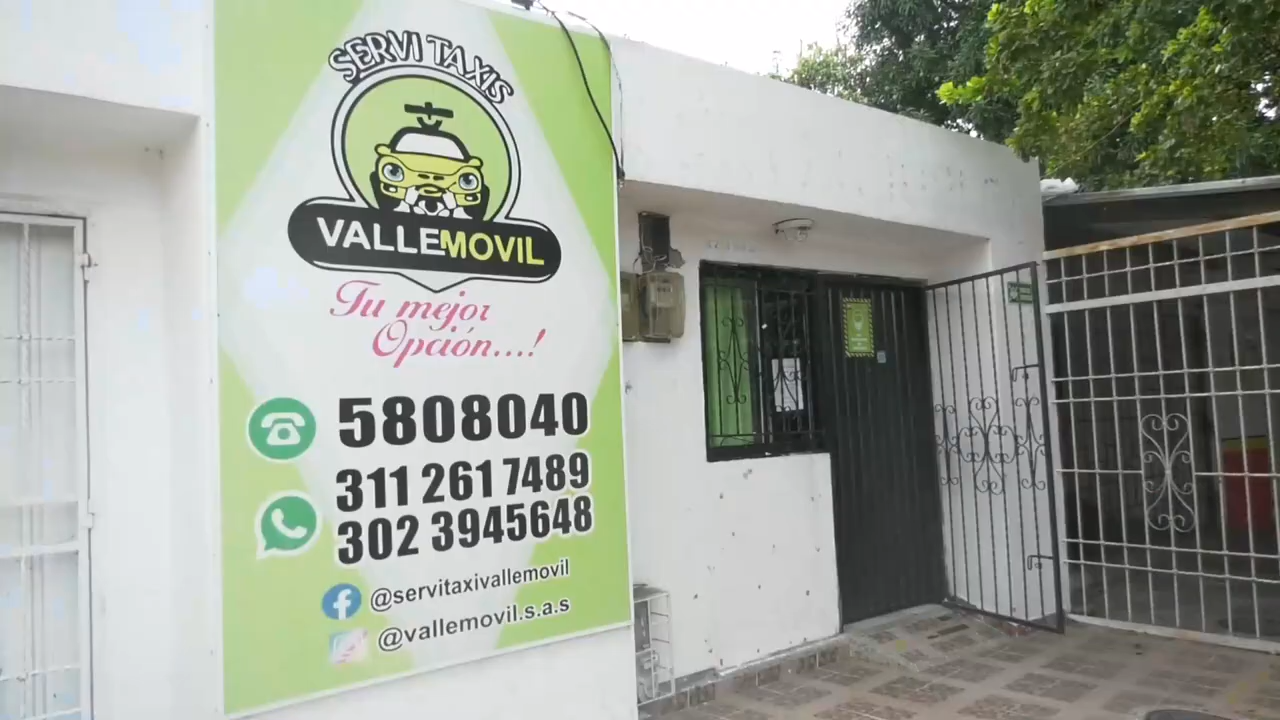 SERVI TAXIS
VALLEMOVIL
Tu mejor
Opción...!
5808040
311 261 7489
302 3945648
@servitaxivallemovil
@vallemovil.s.a.s